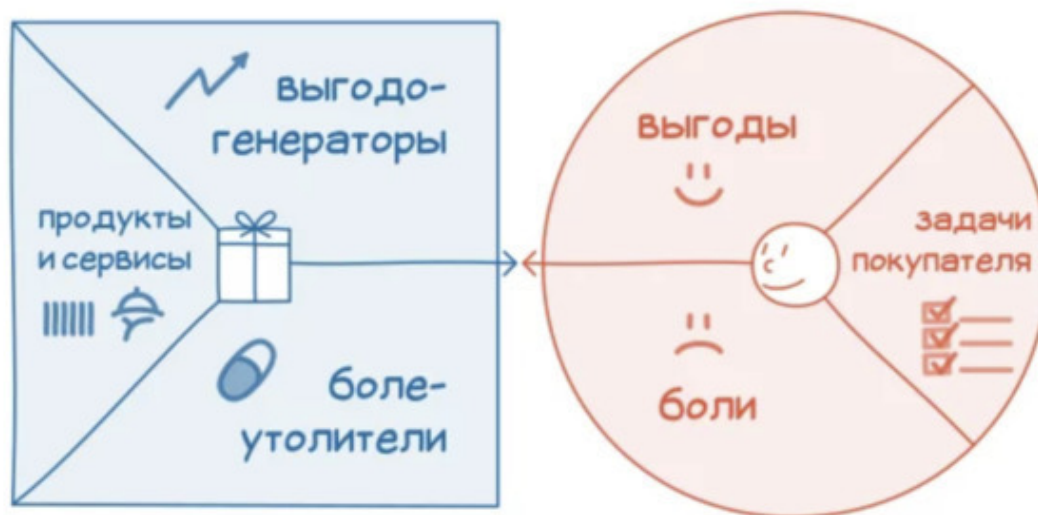 выгодо-
генераторы
продукты
и сервисы
боле-
утолители
выгоды
задачи
покупателя
боли